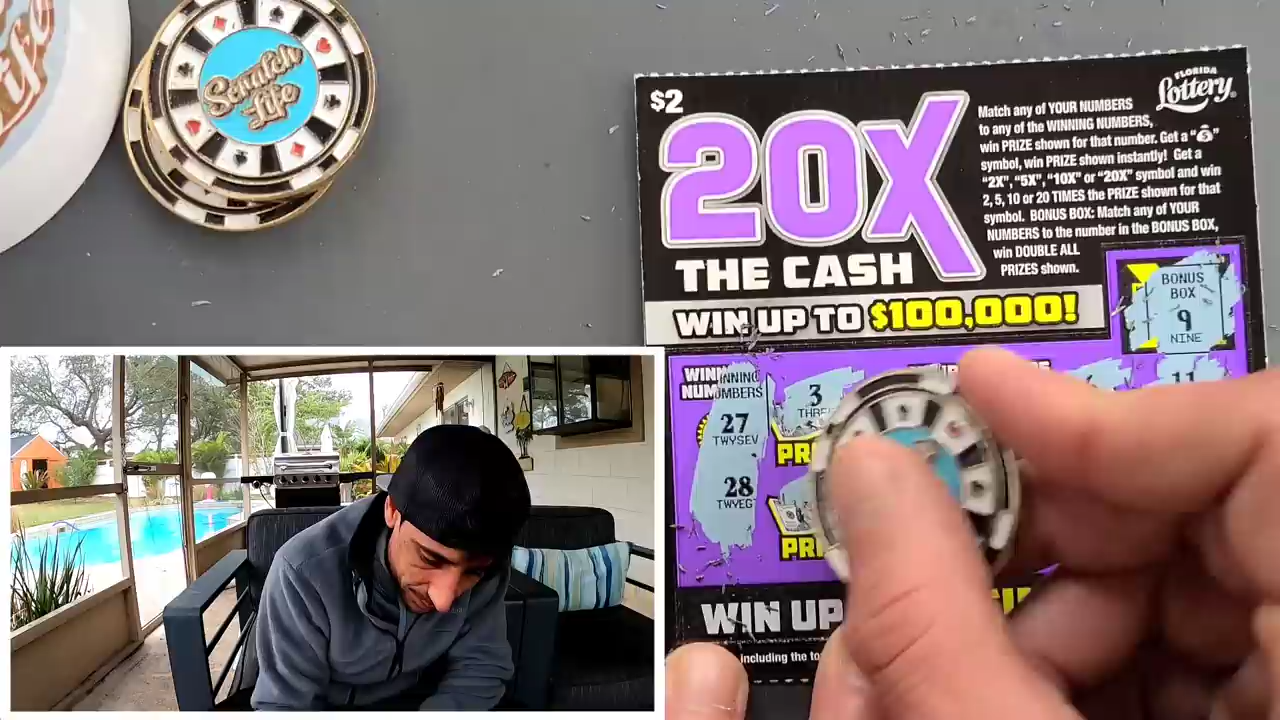 Scratch
Life
ife
$2
20X
THE CASH
WIN UP TO $100,000!
FLORIDA
Lottery
Match any of YOUR NUMBERS
to any of the WINNING NUMBERS,
win PRIZE shown for that number. Get a "💰"
symbol, win PRIZE shown instantly! Get a
"2X", "5X", "10X" or "20X" symbol and win
2, 5, 10 or 20 TIMES the PRIZE shown for that
symbol. BONUS BOX: Match any of YOUR
NUMBERS to the number in the BONUS BOX,
win DOUBLE ALL
PRIZES shown.
BONUS
BOX
9
NINE
27
TWYSEV
28
TWYEGT
3
11
WIN UP
including the